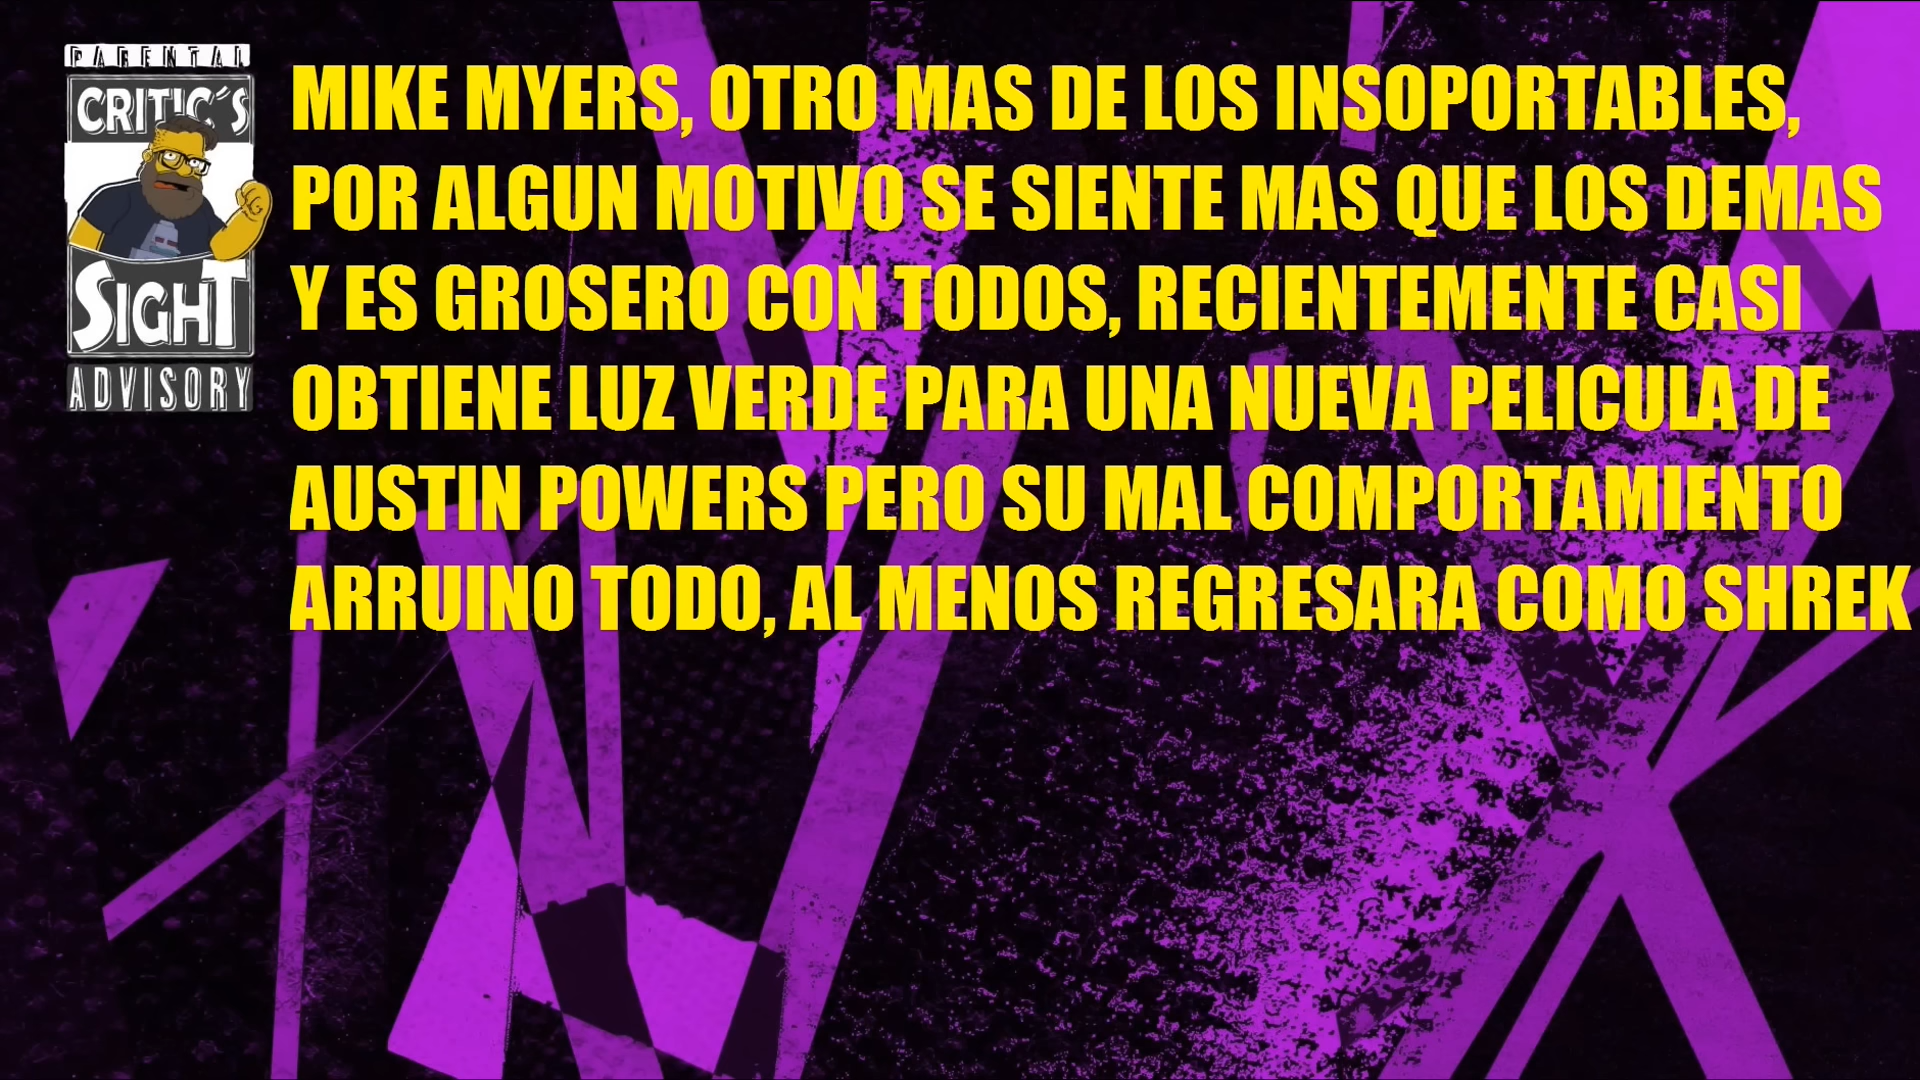 PARENTAL
CRITIC´S
SIGHT
ADVISORY
MIKE MYERS, OTRO MAS DE LOS INSOPORTABLES,
POR ALGUN MOTIVO SE SIENTE MAS QUE LOS DEMAS
Y ES GROSERO CON TODOS, RECIENTEMENTE CASI
OBTIENE LUZ VERDE PARA UNA NUEVA PELICULA DE
AUSTIN POWERS PERO SU MAL COMPORTAMIENTO
ARRUINO TODO, AL MENOS REGRESARA COMO SHREK